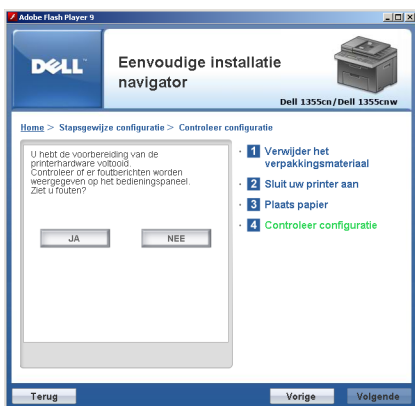 Adobe Flash Player 9
DELL
Eenvoudige installatie
navigator
Dell 1355cn/Dell 1355cnw
Home > Stapsgewijze configuratie > Controleer configuratie
U hebt de voorbereiding van de
printerhardware voltooid.
Controleer of er foutberichten worden
weergegeven op het bedieningspaneel.
Ziet u fouten?
JA
NEE
1 Verwijder het
verpakkingsmateriaal
2 Sluit uw printer aan
3 Plaats papier
4 Controleer configuratie
Terug
Vorige
Volgende